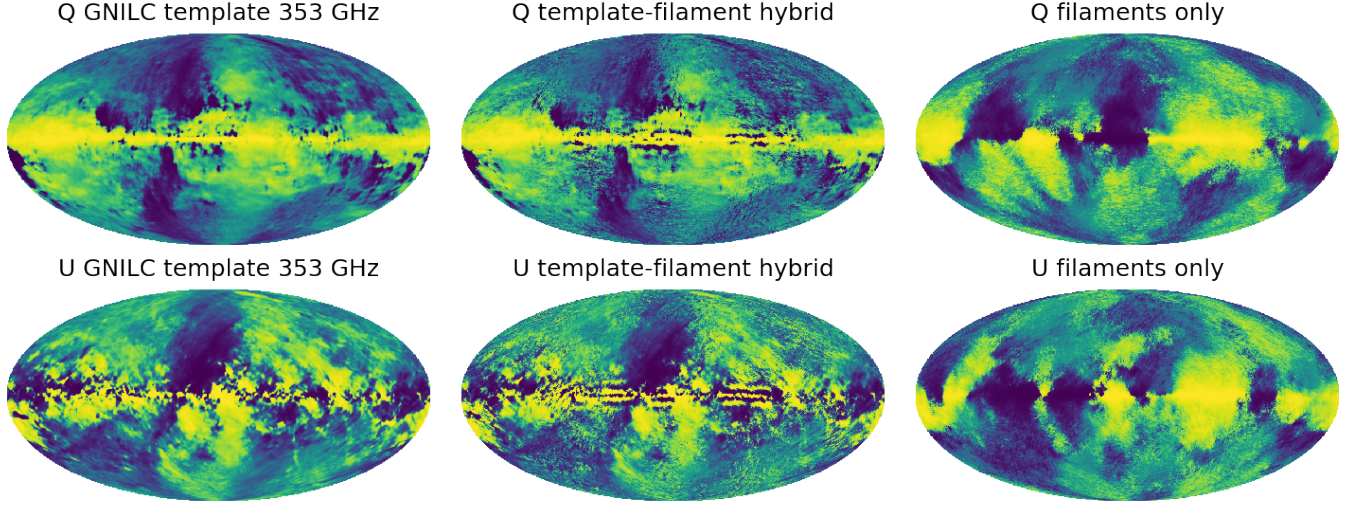 Q GNILC template 353 GHz
Q template-filament hybrid
Q filaments only
U GNILC template 353 GHz
U template-filament hybrid
U filaments only